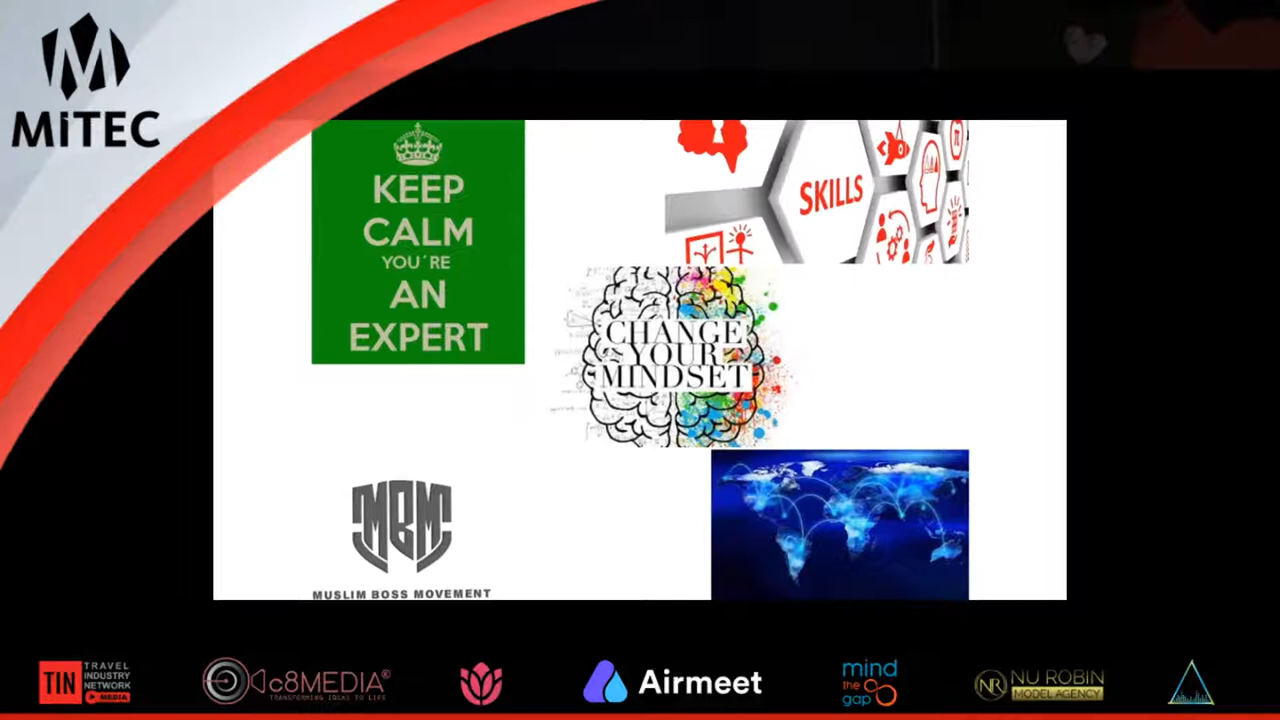 MiTEC
KEEP
CALM
YOU´RE
AN
EXPERT
SKILLS
CHANGE
YOUR
MINDSET
MBM
MUSLIM BOSS MOVEMENT
TIN
TRAVEL
INDUSTRY
NETWORK
MEDIA
c8MEDIA®
TRANSFORMING IDEAS TO LIFE
Airmeet
mind
the
gap
NR
NU ROBIN
MODEL AGENCY